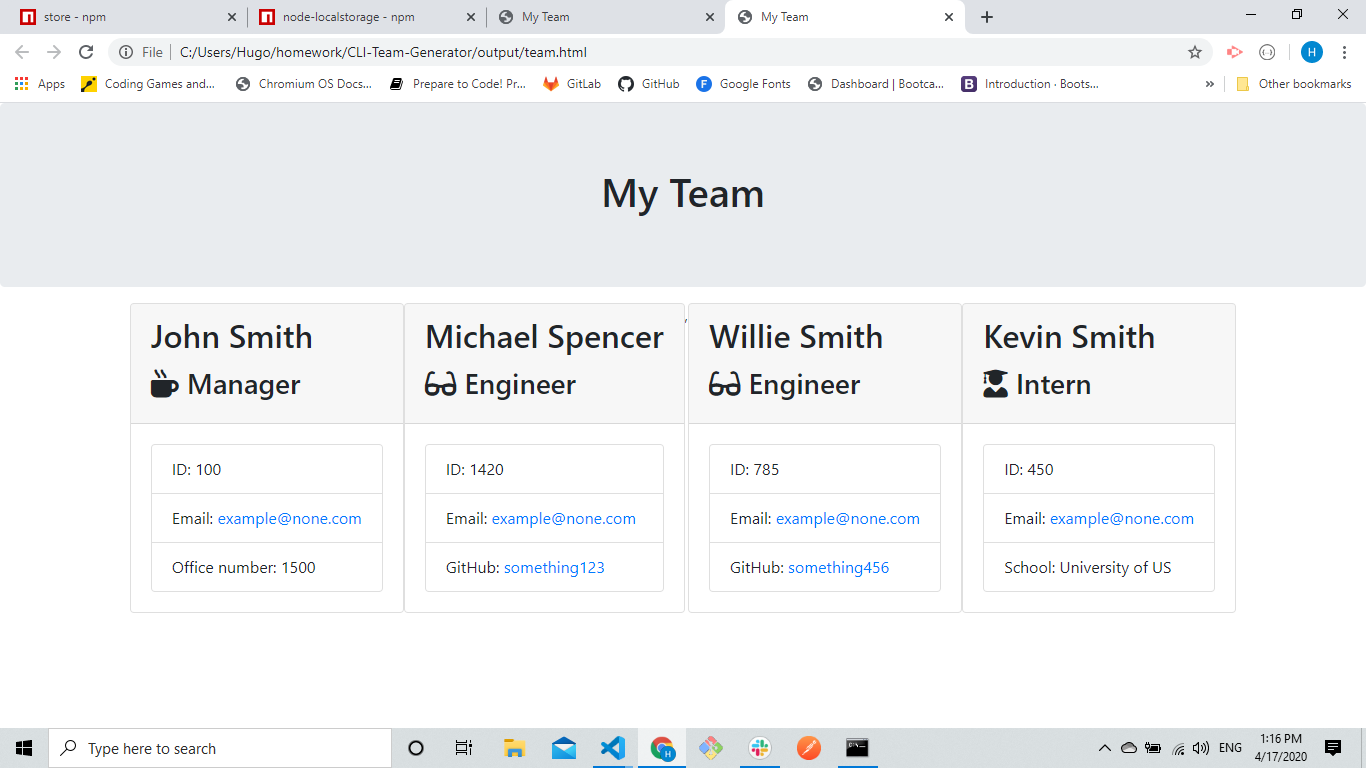 store - npm
node-localstorage - npm
My Team
My Team
File | C:/Users/Hugo/homework/CLI-Team-Generator/output/team.html
H
Apps
Coding Games and...
Chromium OS Docs...
Prepare to Code! Pr...
GitLab
GitHub
Google Fonts
Dashboard | Bootca...
Introduction · Boots...
»
Other bookmarks
My Team
John Smith
Manager
ID: 100
Email: example@none.com
Office number: 1500
,
Michael Spencer
Engineer
ID: 1420
Email: example@none.com
GitHub: something123
Willie Smith
Engineer
ID: 785
Email: example@none.com
GitHub: something456
Kevin Smith
Intern
ID: 450
Email: example@none.com
School: University of US
Type here to search
ENG
1:16 PM
4/17/2020